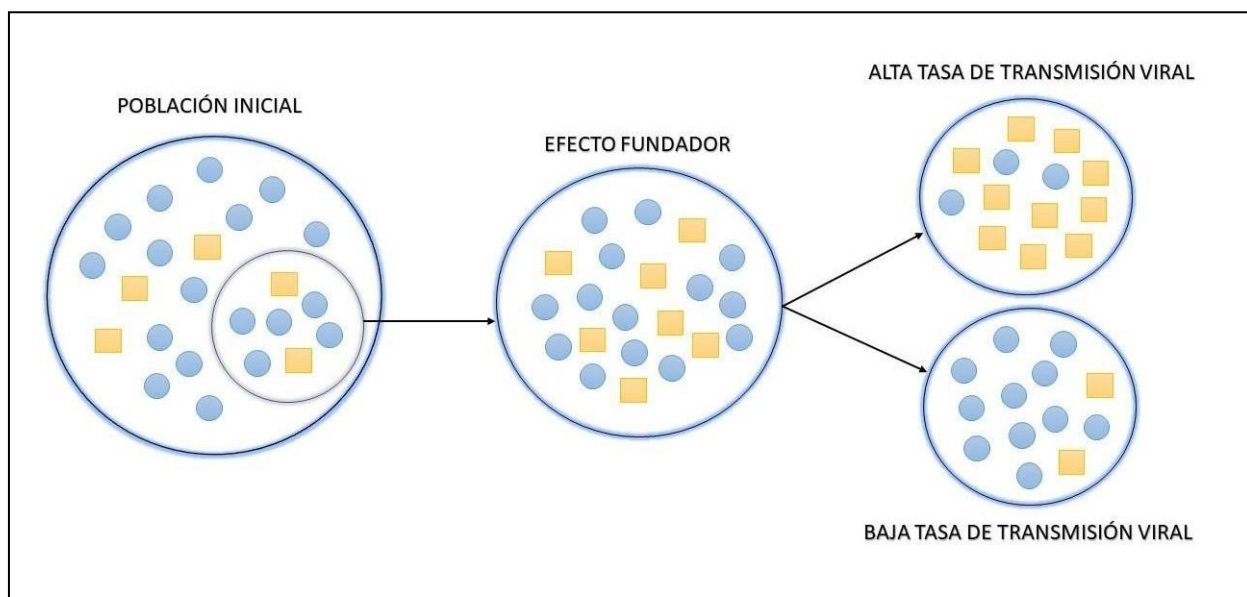 POBLACIÓN INICIAL
EFECTO FUNDADOR
ALTA TASA DE TRANSMISIÓN VIRAL
BAJA TASA DE TRANSMISIÓN VIRAL